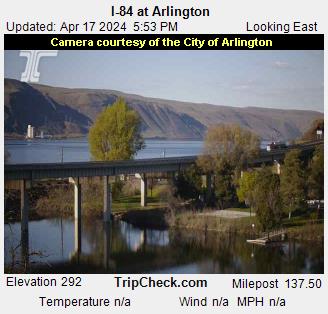 I-84 at Arlington
Updated: Apr 17 2024 5:53 PM Looking East
Camera courtesy of the City of Arlington
Elevation 292 TripCheck.com Milepost 137.50
Temperature n/a Wind n/a MPH n/a